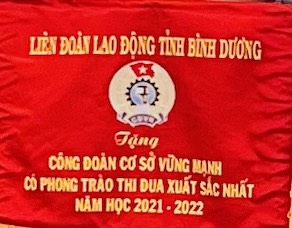 LIÊN ĐOÀN LAO ĐỘNG TỈNH BÌNH DƯƠNG
Tặng
CÔNG ĐOÀN CƠ SỞ VỮNG MẠNH
CÓ PHONG TRÀO THI ĐUA XUẤT SẮC NHẤT
NĂM HỌC 2021 - 2022